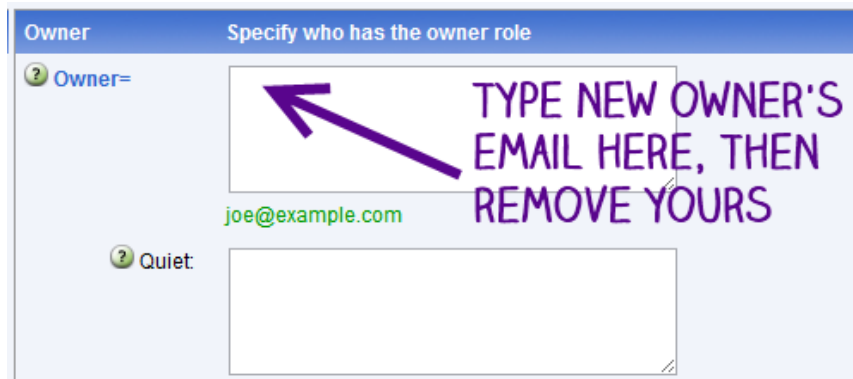 Owner Specify who has the owner role
? Owner=
TYPE NEW OWNER'S
EMAIL HERE, THEN
REMOVE YOURS
joe@example.com
? Quiet: